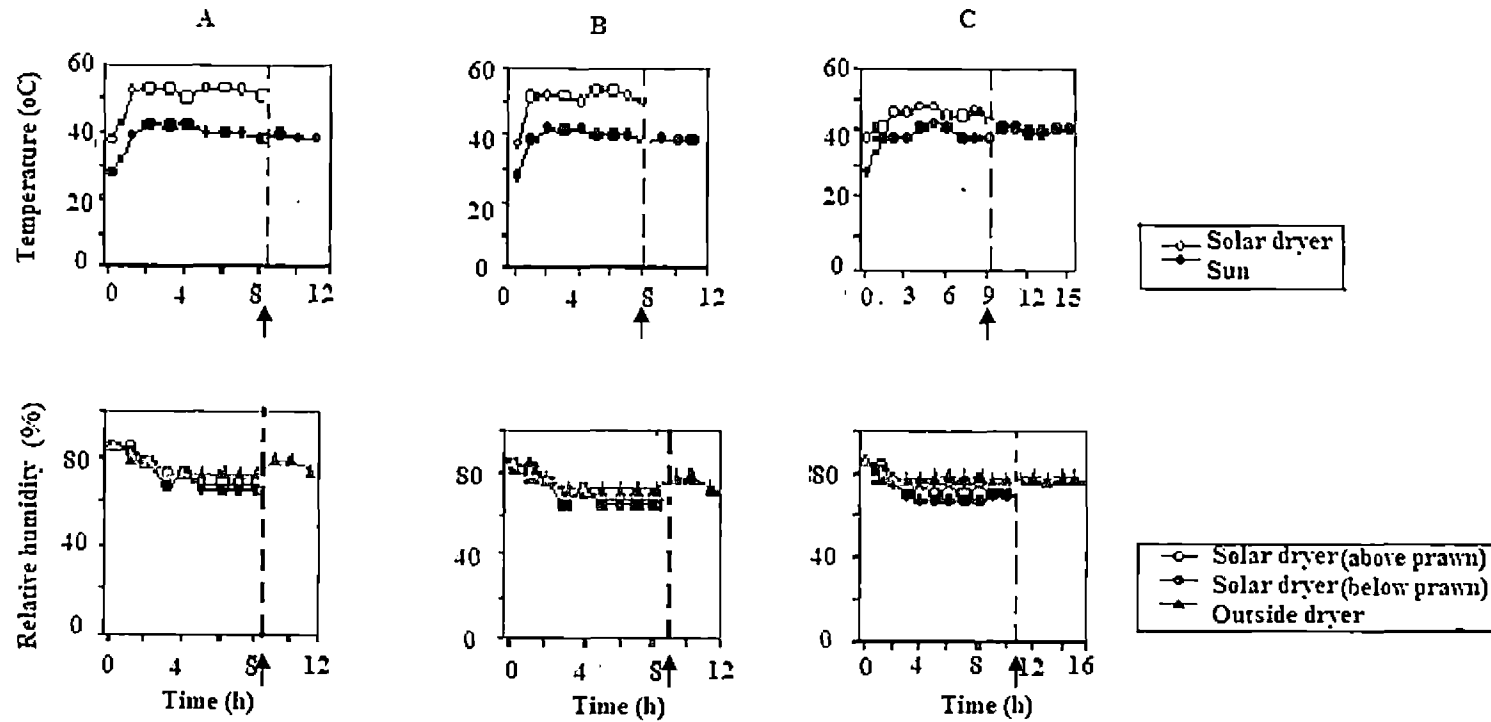 A
B
C
Temperature (oC)
60
40
20
0
0 4 8 12
60
40
20
0
0 4 8 12
60
40
20
0
0. 3 6 9 12 15
Solar dryer
Sun
Relative humidity (%)
80
40
0
0 4 8 12
Time (h)
80
40
0
0 4 8 12
Time (h)
80
40
0
0 4 8 12 16
Time (h)
Solar dryer (above prawn)
Solar dryer (below prawn)
Outside dryer